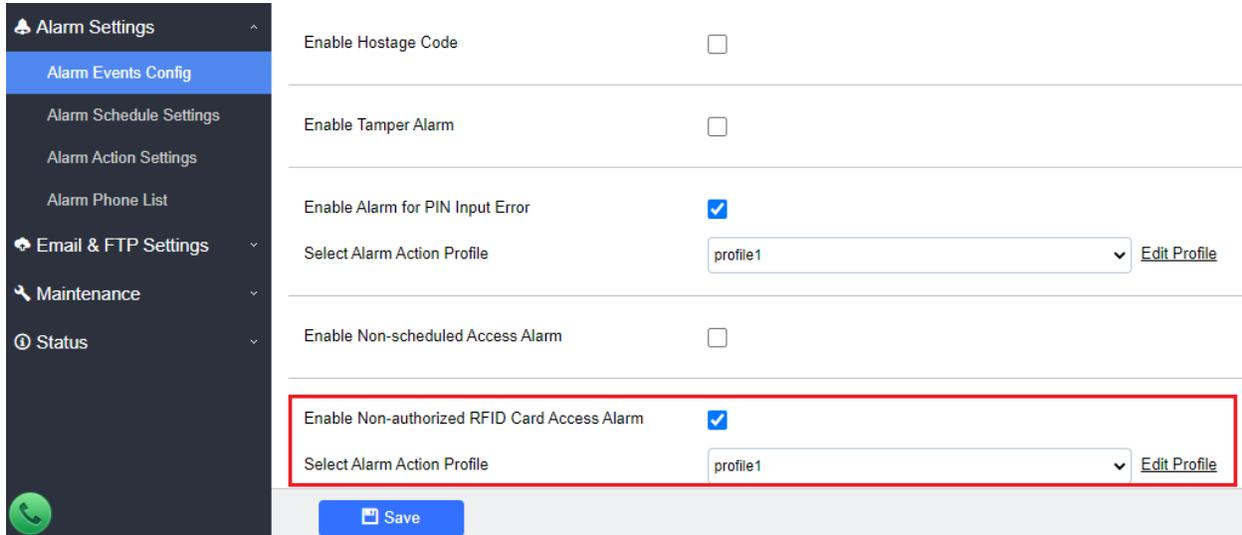 Alarm Settings
Alarm Events Config
Alarm Schedule Settings
Alarm Action Settings
Alarm Phone List
Email & FTP Settings
Maintenance
Status
Enable Hostage Code
Enable Tamper Alarm
Enable Alarm for PIN Input Error
Select Alarm Action Profile profile1 Edit Profile
Enable Non-scheduled Access Alarm
Enable Non-authorized RFID Card Access Alarm
Select Alarm Action Profile profile1 Edit Profile
Save